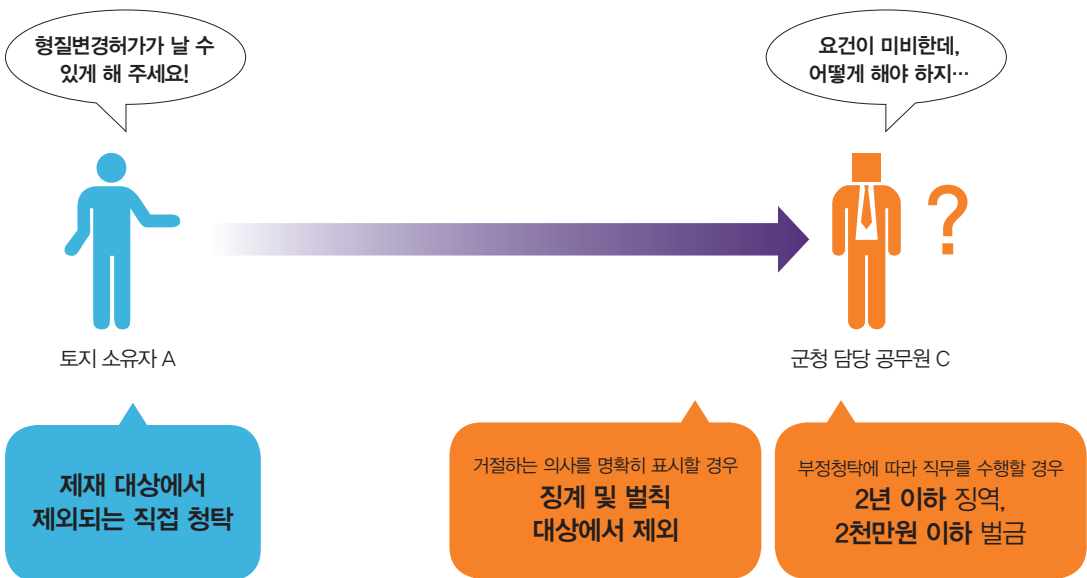 형질변경허가가 날 수
있게 해 주세요!
요건이 미비한데,
어떻게 해야 하지…
?
토지 소유자 A
군청 담당 공무원 C
제재 대상에서
제외되는 직접 청탁
거절하는 의사를 명확히 표시할 경우
징계 및 벌칙
대상에서 제외
부정청탁에 따라 직무를 수행할 경우
2년 이하 징역,
2천만원 이하 벌금